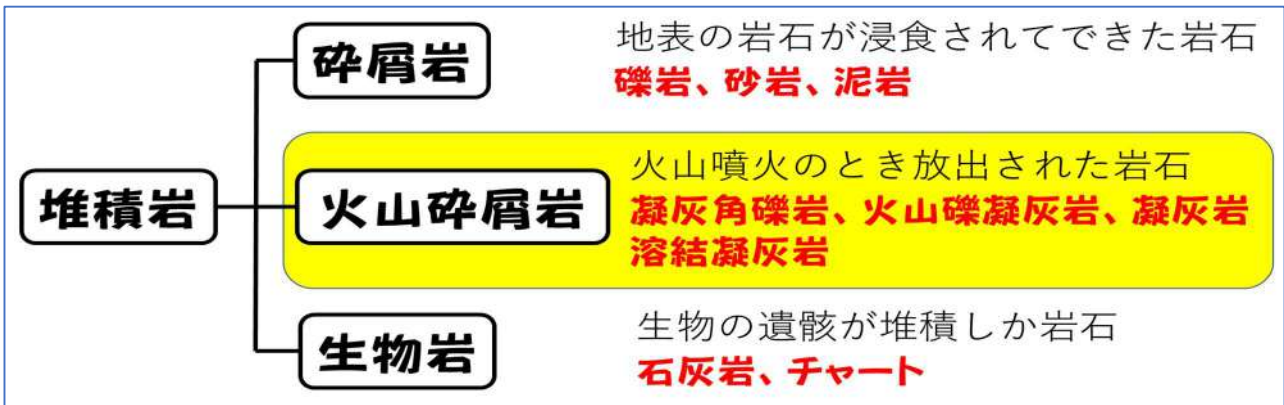 堆積岩
砕屑岩
地表の岩石が浸食されてできた岩石
礫岩、砂岩、泥岩
火山砕屑岩
火山噴火のとき放出された岩石
凝灰角礫岩、火山礫凝灰岩、凝灰岩
溶結凝灰岩
生物岩
生物の遺骸が堆積しか岩石
石灰岩、チャート